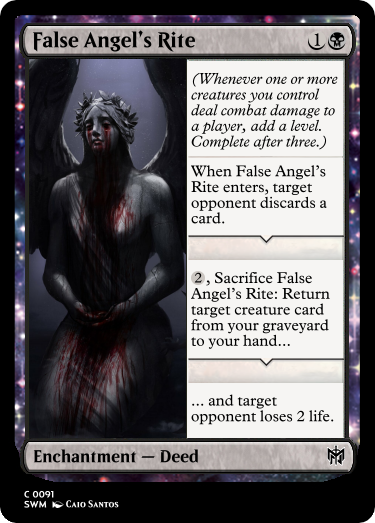 False Angel's Rite 1
(Whenever one or more
creatures you control
deal combat damage to
a player, add a level.
Complete after three.)
When False Angel's
Rite enters, target
opponent discards a
card.
2, Sacrifice False
Angel's Rite: Return
target creature card
from your graveyard
to your hand...
... and target
opponent loses 2 life.
Enchantment — Deed
C 0091
SWM Caio Santos